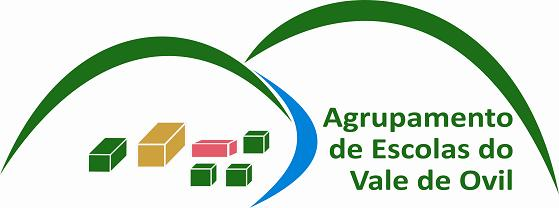 Agrupamento
de Escolas do
Vale de Ovil